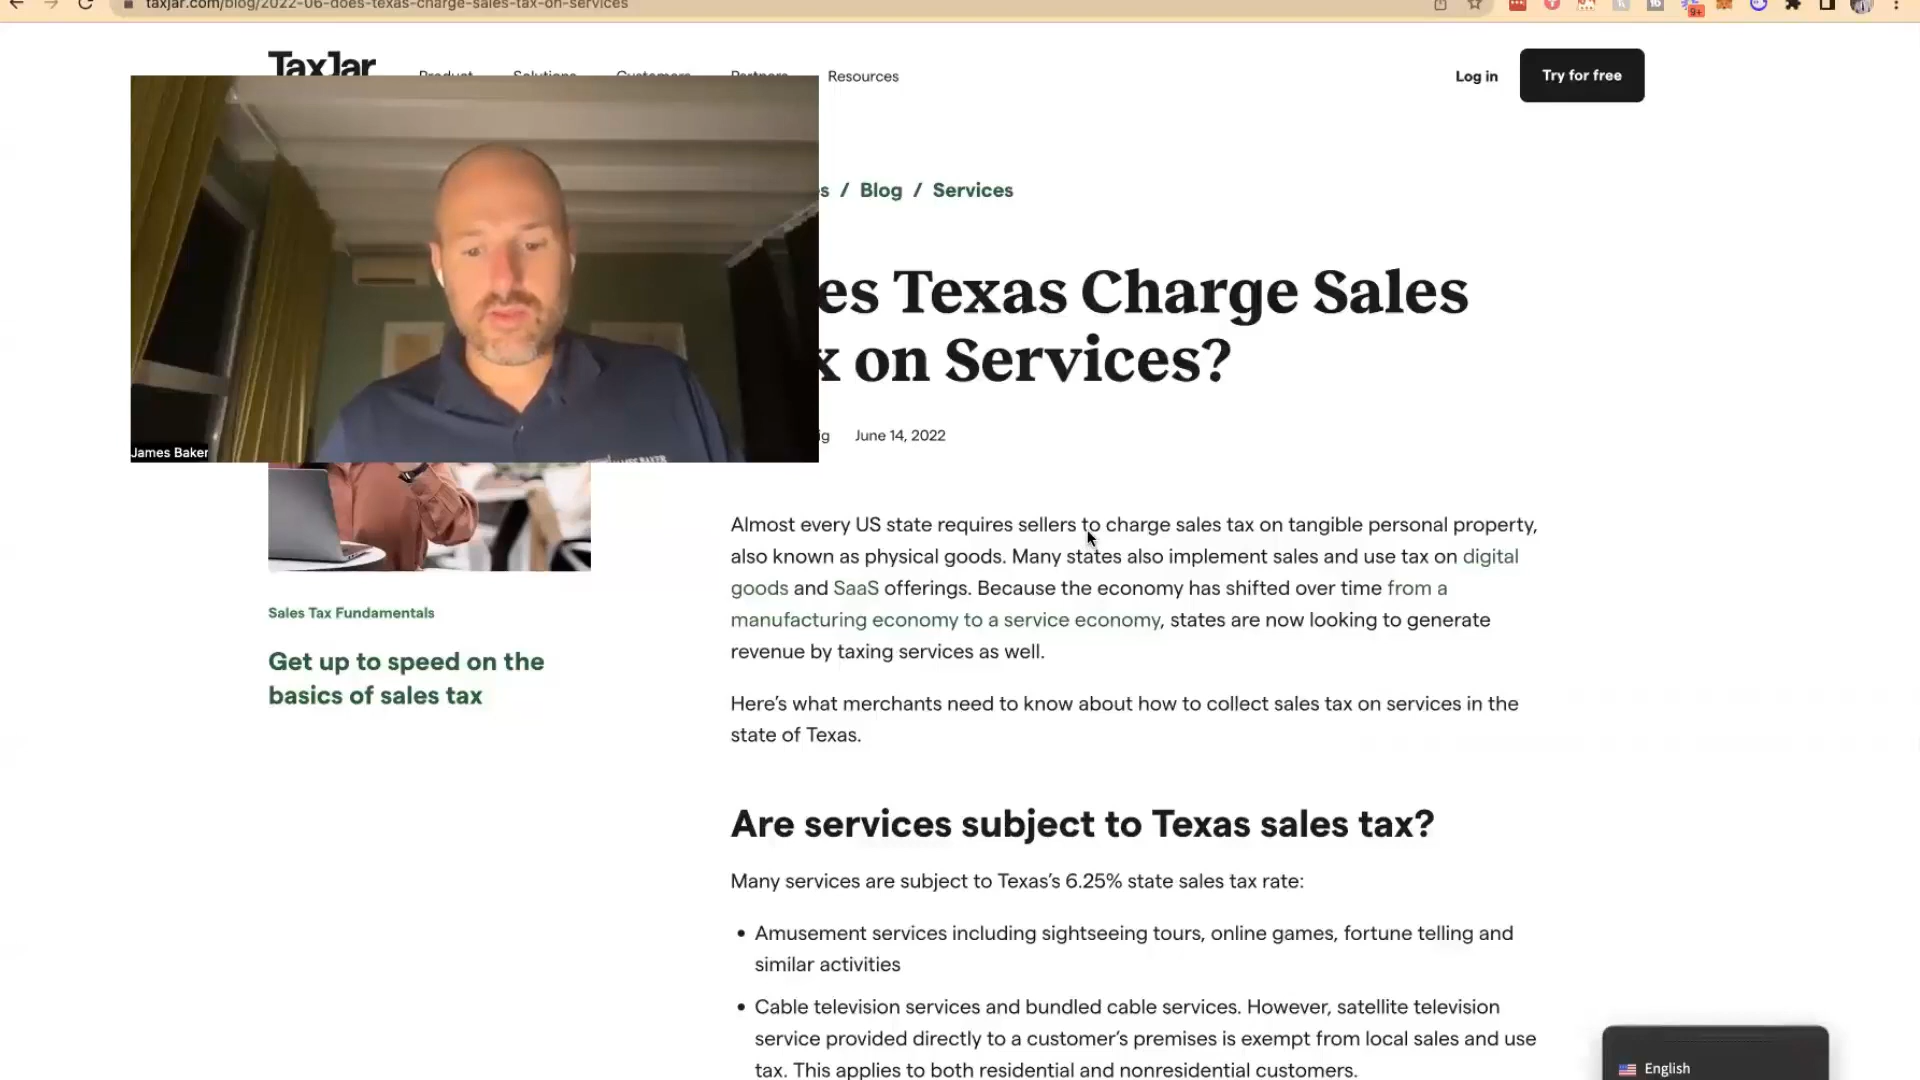 taxjar.com/blog/2022-06-does-texas-charge-sales-tax-on-services
TaxJar
Product Solutions Customers Partners Resources
Log in
Try for free
s / Blog / Services
es Texas Charge Sales
x on Services?
ig June 14, 2022
James Baker
Almost every US state requires sellers to charge sales tax on tangible personal property,
also known as physical goods. Many states also implement sales and use tax on digital
goods and SaaS offerings. Because the economy has shifted over time from a
manufacturing economy to a service economy, states are now looking to generate
revenue by taxing services as well.
Sales Tax Fundamentals
Get up to speed on the
basics of sales tax
Here’s what merchants need to know about how to collect sales tax on services in the
state of Texas.
Are services subject to Texas sales tax?
Many services are subject to Texas’s 6.25% state sales tax rate:
• Amusement services including sightseeing tours, online games, fortune telling and
similar activities
• Cable television services and bundled cable services. However, satellite television
service provided directly to a customer’s premises is exempt from local sales and use
tax. This applies to both residential and nonresidential customers.
English